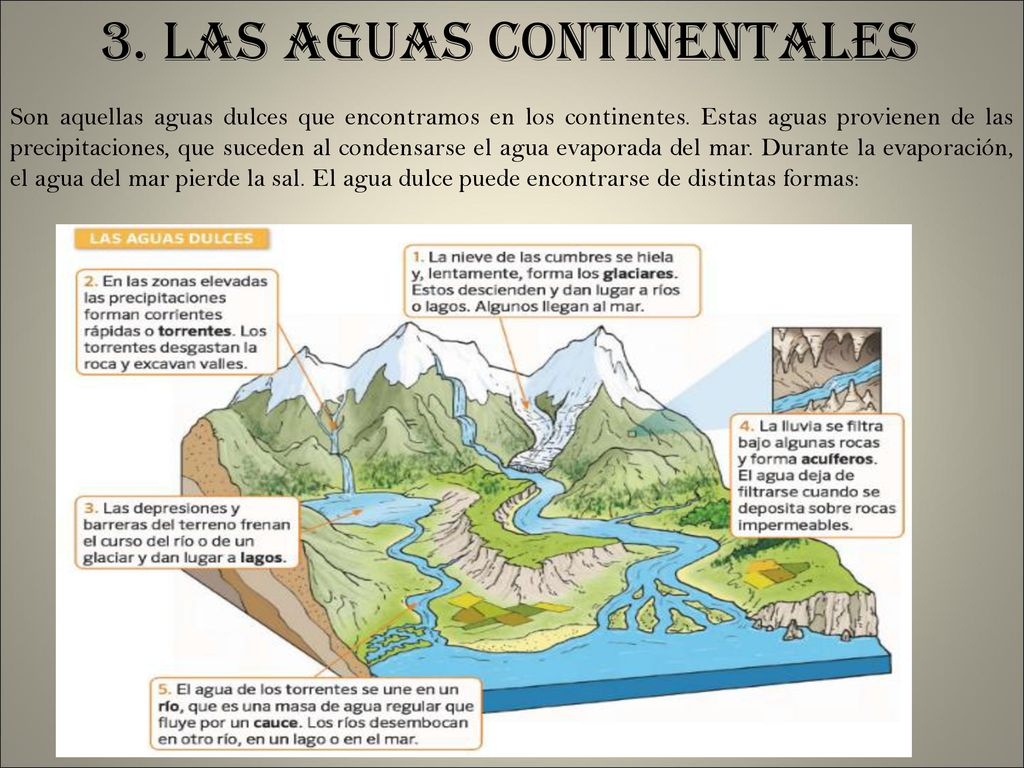 3. LAS AGUAS CONTINENTALES
Son aquellas aguas dulces que encontramos en los continentes. Estas aguas provienen de las
precipitaciones, que suceden al condensarse el agua evaporada del mar. Durante la evaporación,
el agua del mar pierde la sal. El agua dulce puede encontrarse de distintas formas:
LAS AGUAS DULCES
1. La nieve de las cumbres se hiela
y, lentamente, forma los glaciares.
Estos descienden y dan lugar a ríos
o lagos. Algunos llegan al mar.
2. En las zonas elevadas
las precipitaciones
forman corrientes
rápidas o torrentes. Los
torrentes desgastan la
roca y excavan valles.
3. Las depresiones y
barreras del terreno frenan
el curso del río o de un
glaciar y dan lugar a lagos.
4. La lluvia se filtra
bajo algunas rocas
y forma acuíferos.
El agua deja de
filtrarse cuando se
deposita sobre rocas
impermeables.
5. El agua de los torrentes se une en un
río, que es una masa de agua regular que
fluye por un cauce. Los ríos desembocan
en otro río, en un lago o en el mar.